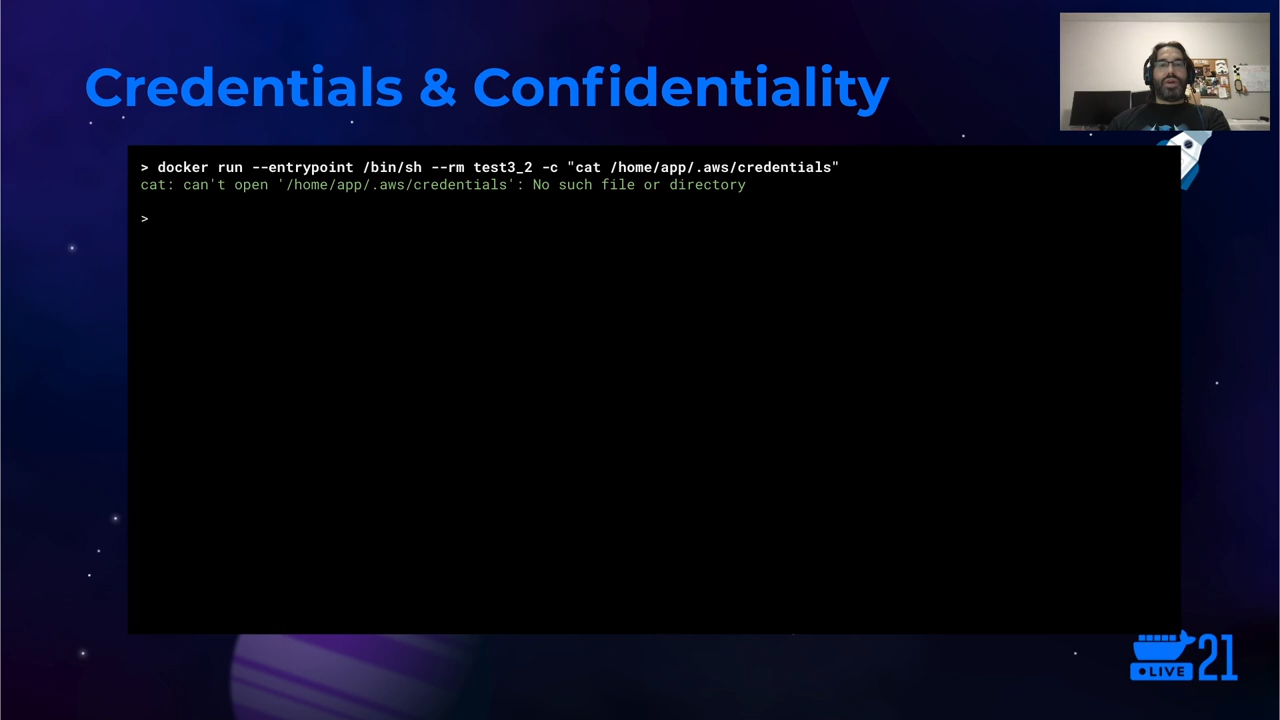 Credentials & Confidentiality
> docker run --entrypoint /bin/sh --rm test3_2 -c "cat /home/app/.aws/credentials"
cat: can't open '/home/app/.aws/credentials': No such file or directory
>
LIVE 21